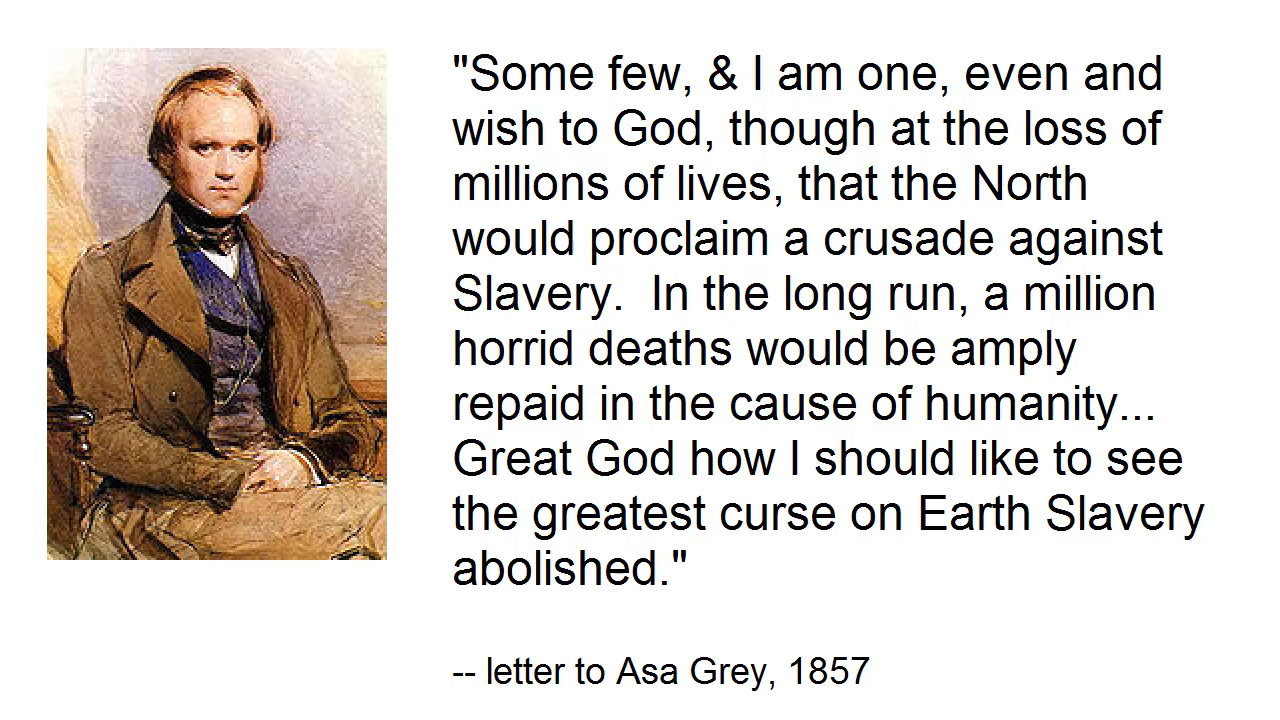 "Some few, & I am one, even and
wish to God, though at the loss of
millions of lives, that the North
would proclaim a crusade against
Slavery.  In the long run, a million
horrid deaths would be amply
repaid in the cause of humanity...
Great God how I should like to see
the greatest curse on Earth Slavery
abolished."
-- letter to Asa Grey, 1857